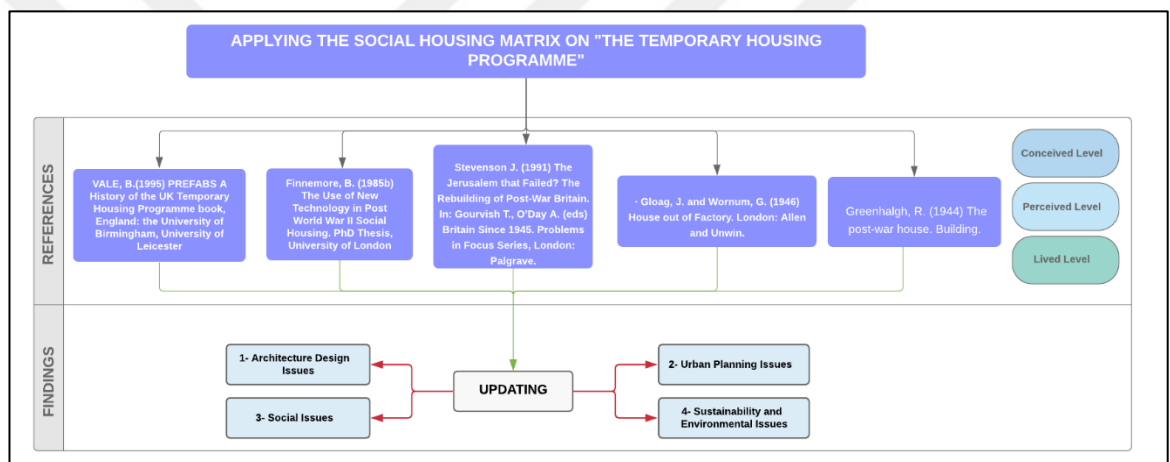 APPLYING THE SOCIAL HOUSING MATRIX ON "THE TEMPORARY HOUSING
PROGRAMME"
REFERENCES
VALE, B.(1995) PREFABS A
History of the UK Temporary
Housing Programme book,
England: the University of
Birmingham, University of
Leicester
Finnemore, B. (1985b)
The Use of New
Technology in Post
World War II Social
Housing. PhD Thesis,
University of London
Stevenson J. (1991) The
Jerusalem that Failed? The
Rebuilding of Post-War Britain.
In: Gourvish T., O'Day A. (eds)
Britain Since 1945. Problems
in Focus Series, London:
Palgrave.
· Gloag, J. and Wornum, G. (1946)
House out of Factory. London: Allen
and Unwin.
Greenhalgh, R. (1944) The
post-war house. Building.
Conceived Level
Perceived Level
Lived Level
FINDINGS
1- Architecture Design
Issues
2- Urban Planning Issues
UPDATING
3- Social Issues
4- Sustainability and
Environmental Issues